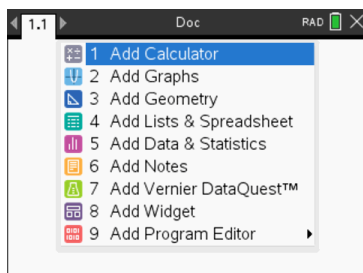 1.1 Doc RAD
1 Add Calculator
2 Add Graphs
3 Add Geometry
4 Add Lists & Spreadsheet
5 Add Data & Statistics
6 Add Notes
7 Add Vernier DataQuest™
8 Add Widget
9 Add Program Editor